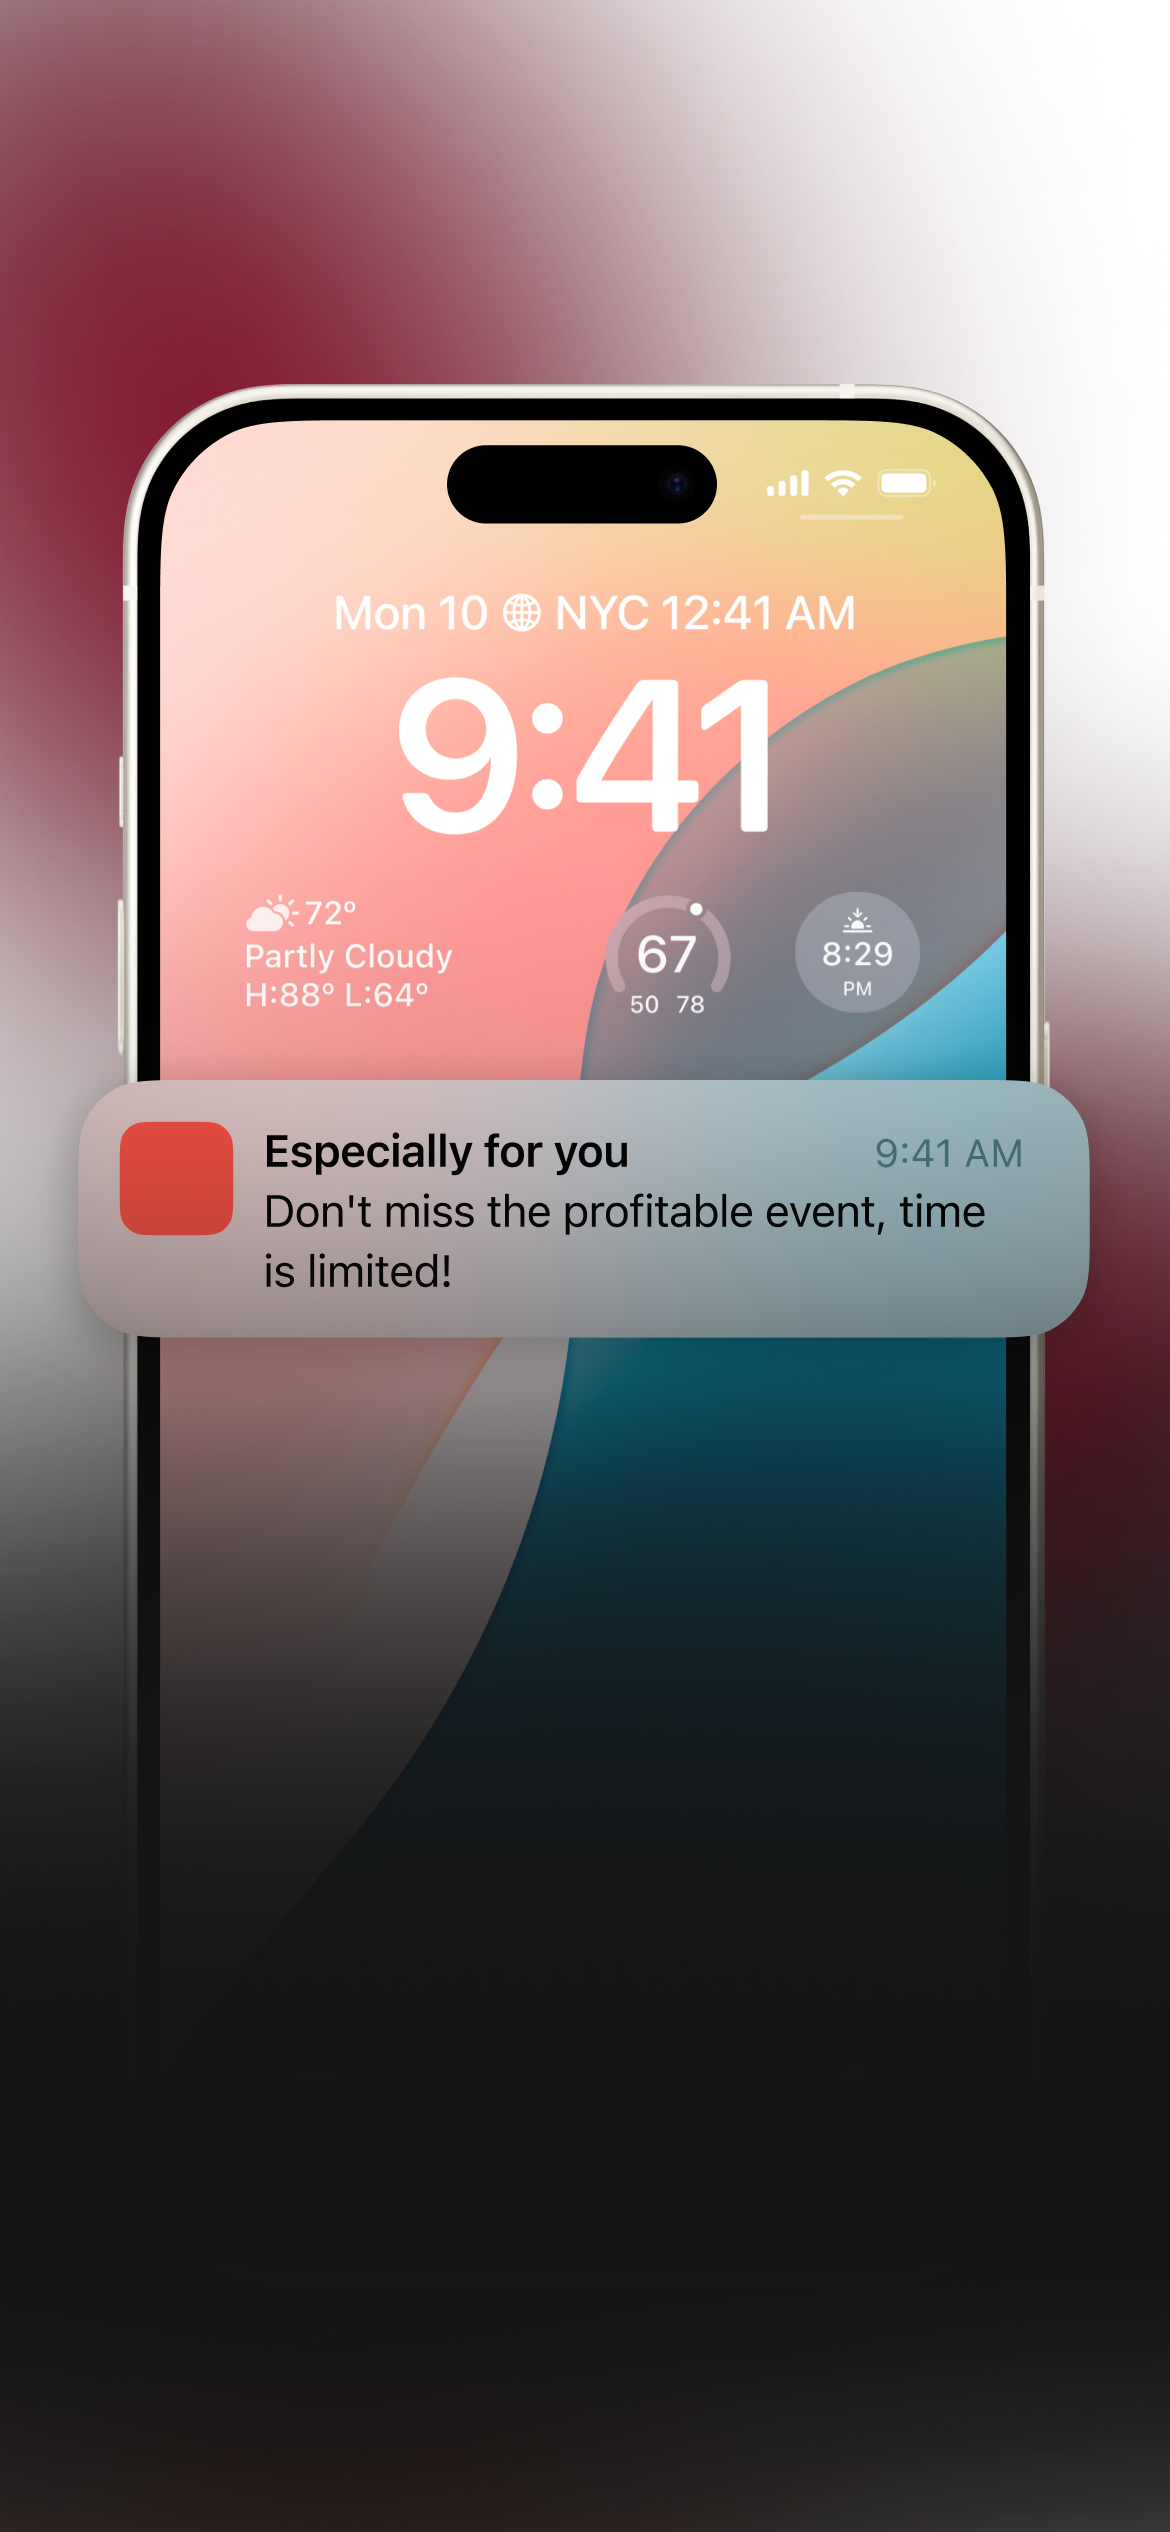 Mon 10 NYC 12:41 AM
9:41
72°
Partly Cloudy
H:88° L:64°
67
50 78
8:29
PM
Especially for you 9:41 AM
Don't miss the profitable event, time
is limited!